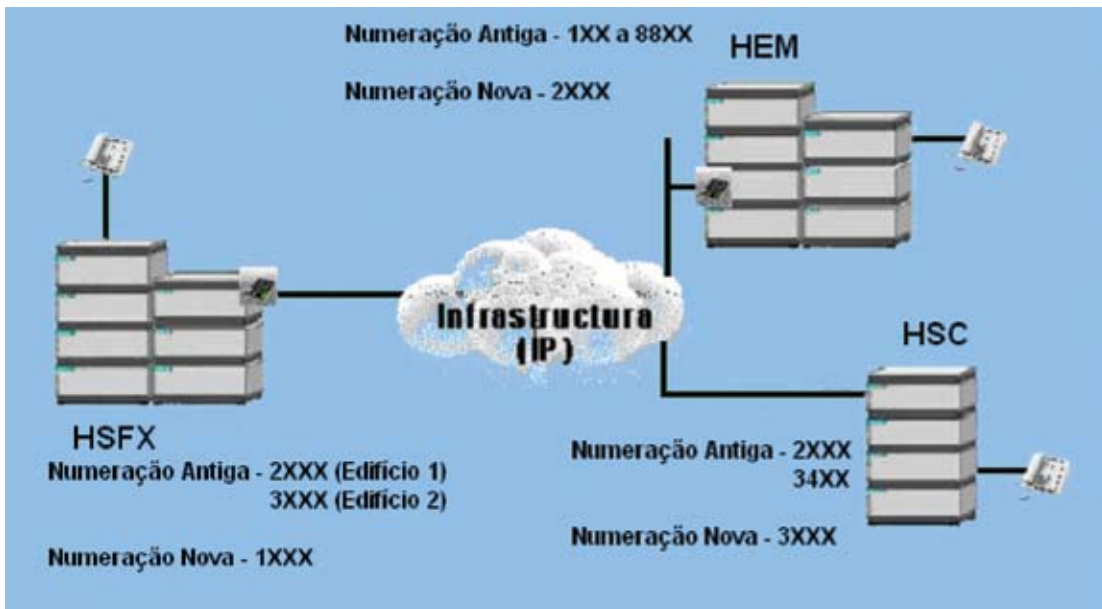 Numeração Antiga - 1XX a 88XX
HEM
Numeração Nova - 2XXX
Infrastructura
(IP)
HSC
HSFX
Numeração Antiga - 2XXX (Edifício 1)
3XXX (Edifício 2)
Numeração Nova - 1XXX
Numeração Antiga - 2XXX
34XX
Numeração Nova - 3XXX